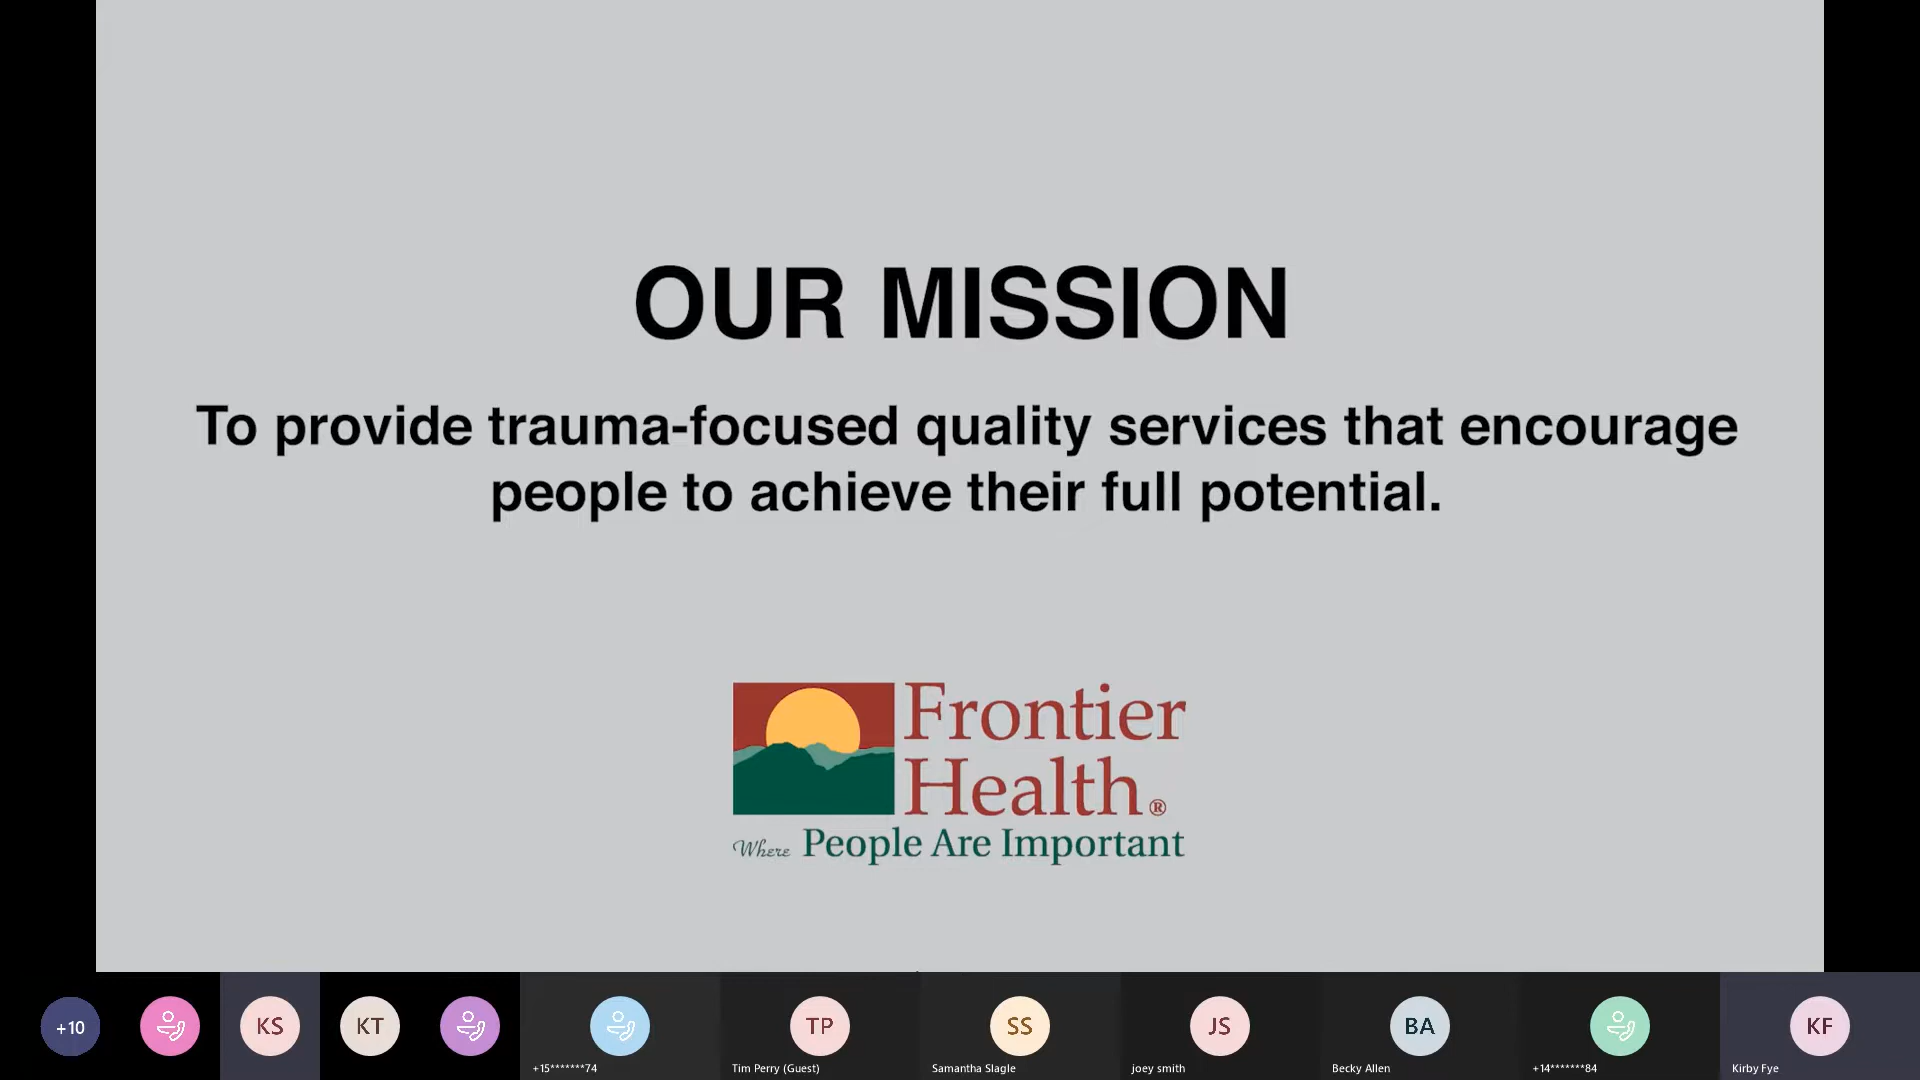 OUR MISSION
To provide trauma-focused quality services that encourage
people to achieve their full potential.
Frontier
Health®
Where People Are Important
+10
KS
KT
TP
SS
JS
BA
KF
+15*******74
Tim Perry (Guest)
Samantha Slagle
joey smith
Becky Allen
+14*******84
Kirby Fye